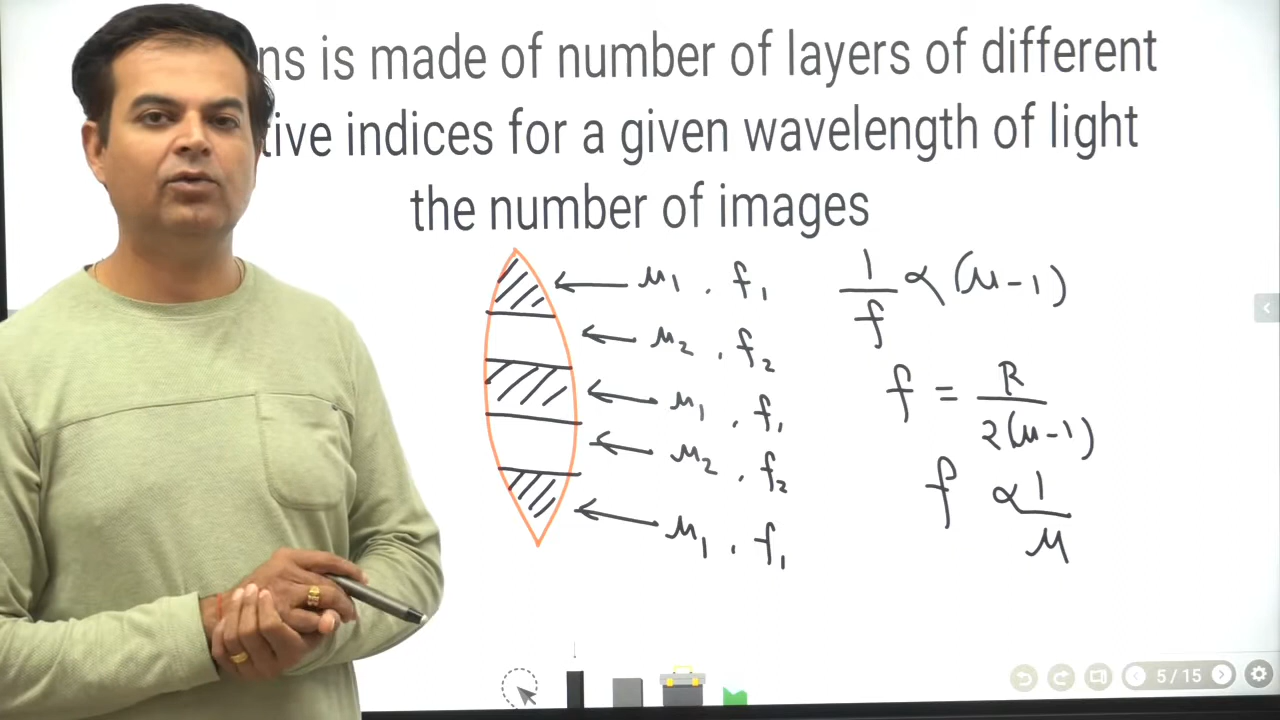 ns is made of number of layers of different
tive indices for a given wavelength of light
the number of images
μ1 . f1
μ2 . f2
μ1 . f1
μ2 . f2
μ1 . f1
1/f ∝ (μ-1)
f = R/2(μ-1)
f ∝ 1/μ
5 / 15